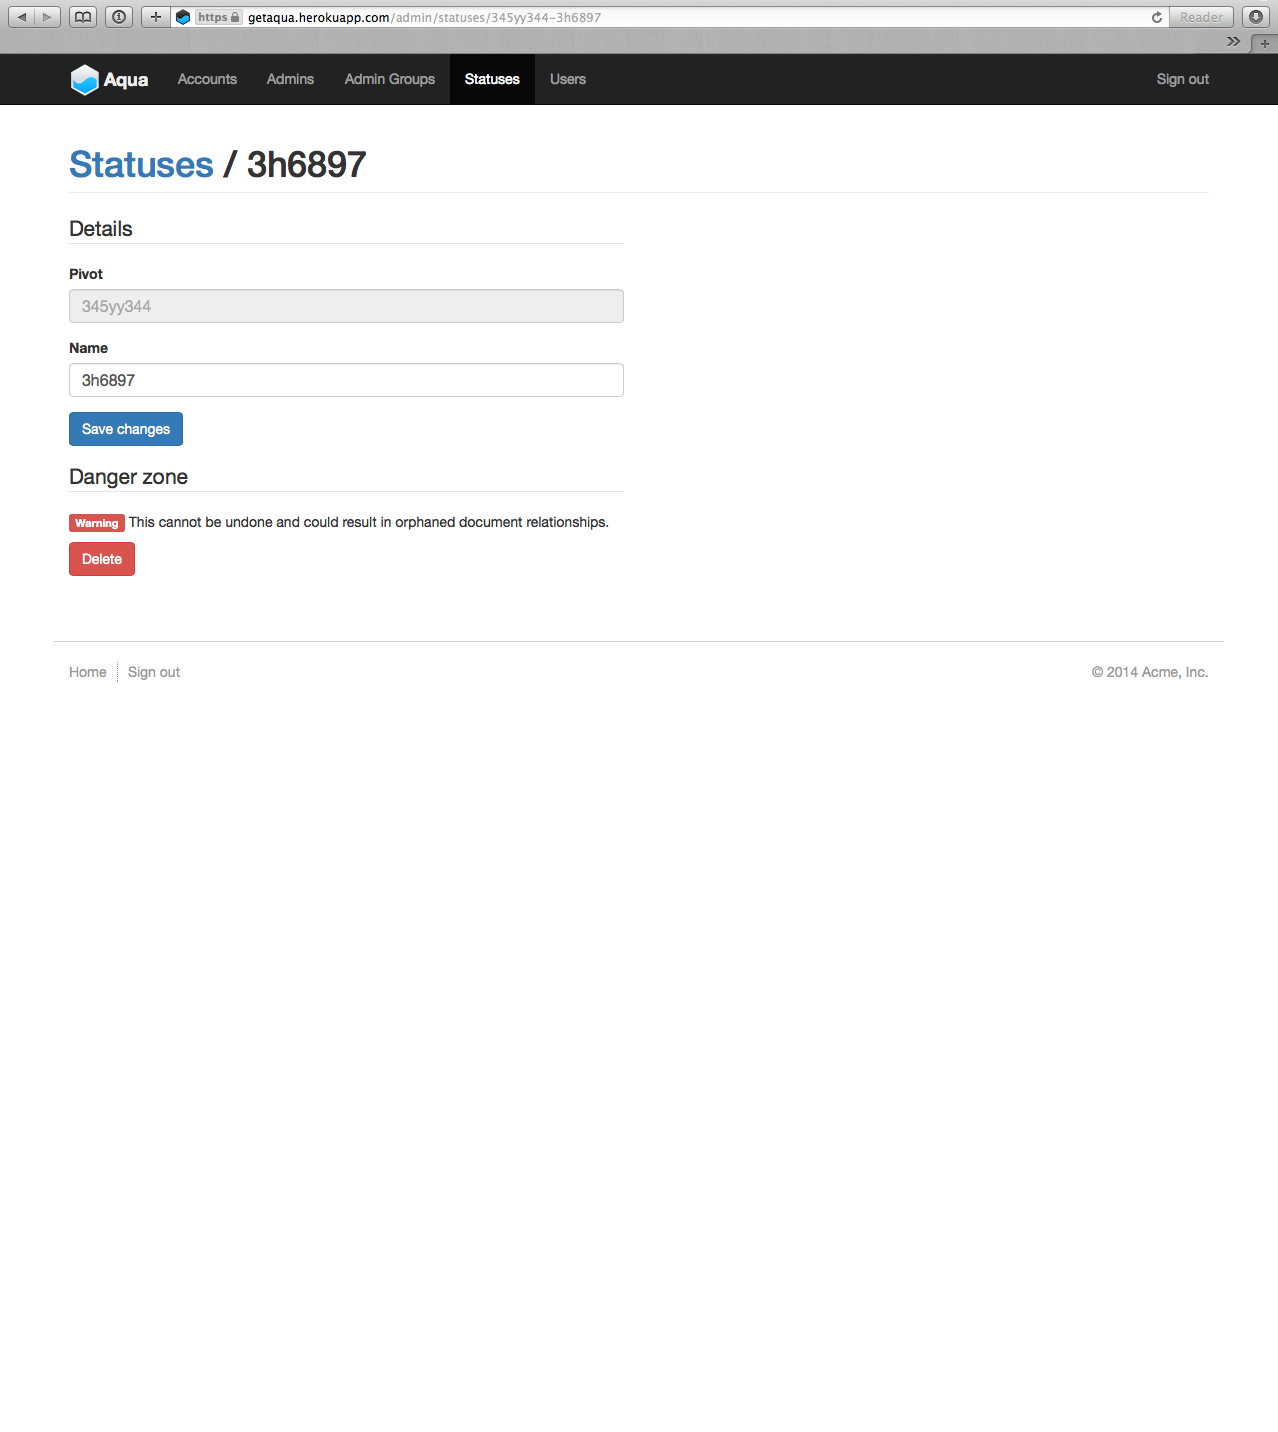 https getaqua.herokuapp.com/admin/statuses/345yy344-3h6897 Reader
Aqua Accounts Admins Admin Groups Statuses Users Sign out
Statuses / 3h6897
Details
Pivot
345yy344
Name
3h6897
Save changes
Danger zone
Warning This cannot be undone and could result in orphaned document relationships.
Delete
Home Sign out © 2014 Acme, Inc.